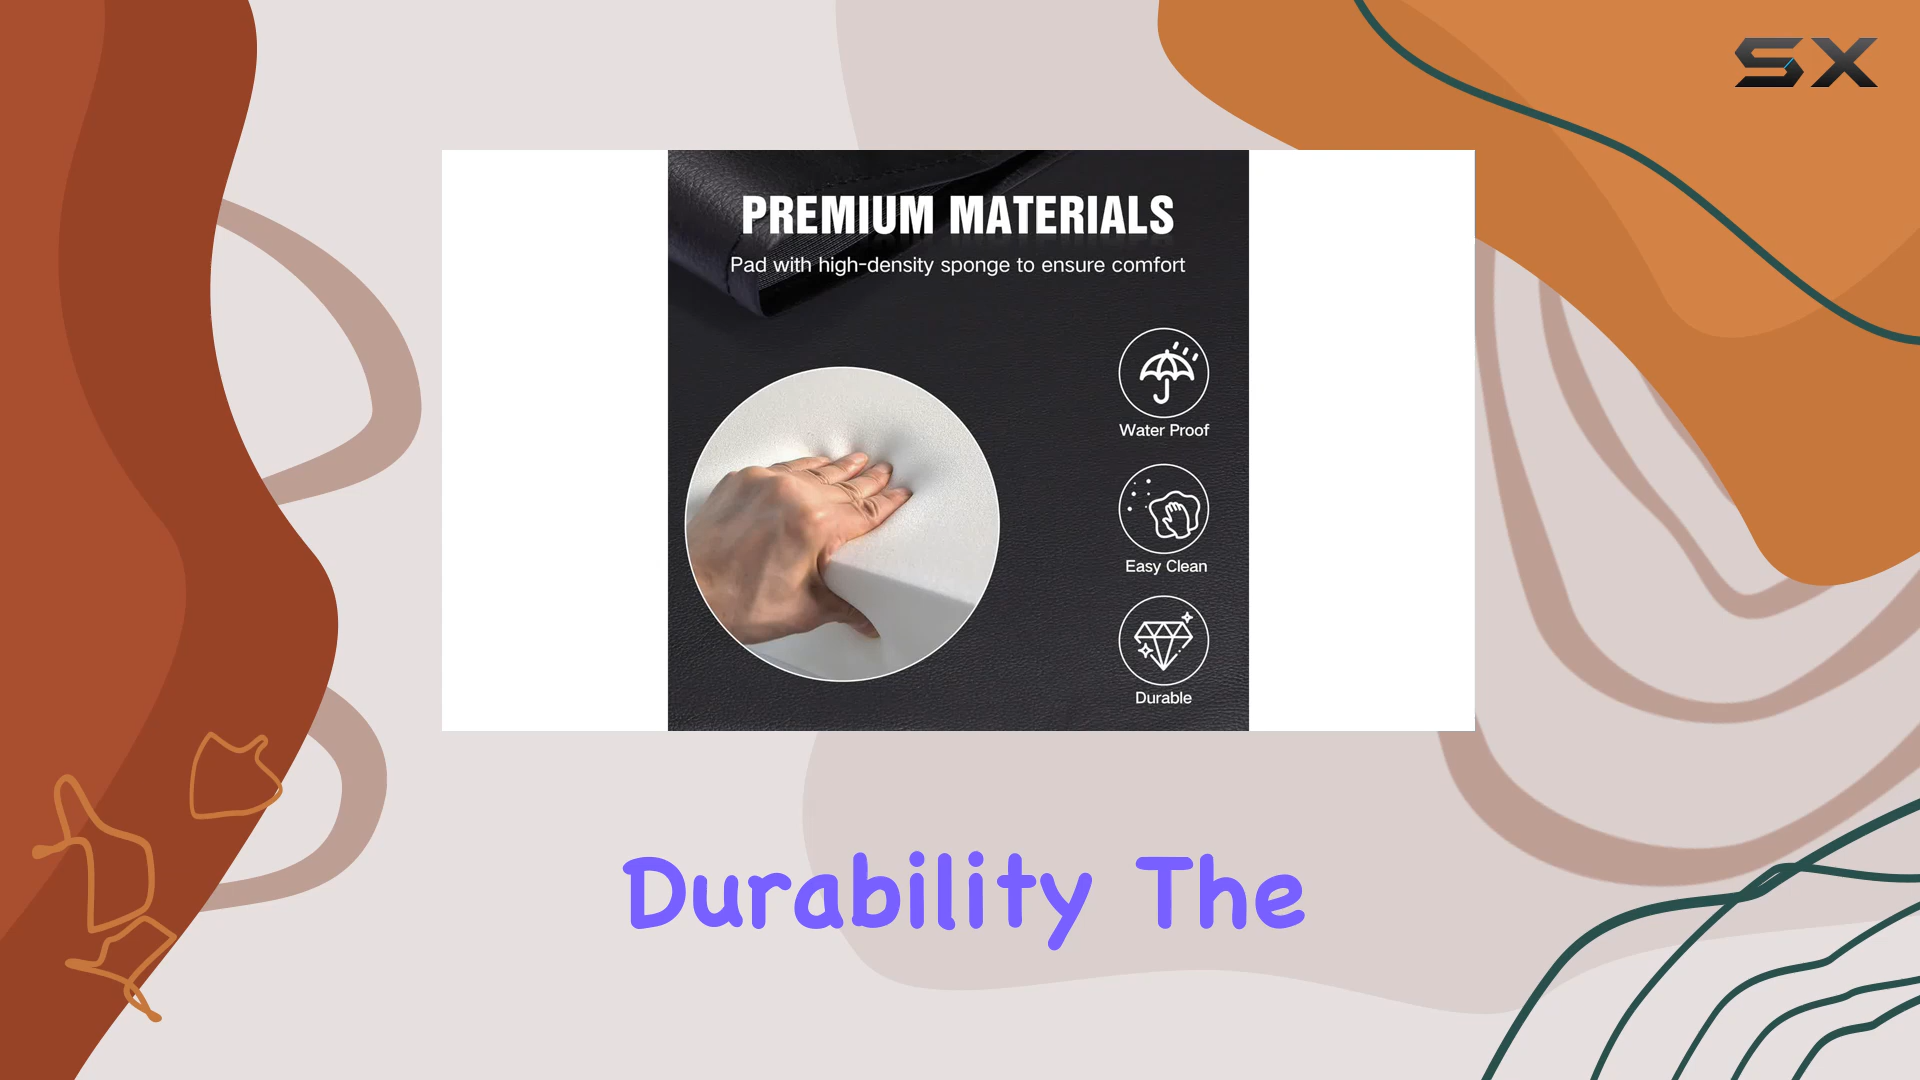 SX
PREMIUM MATERIALS
Pad with high-density sponge to ensure comfort
Water Proof
Easy Clean
Durable
Durability The